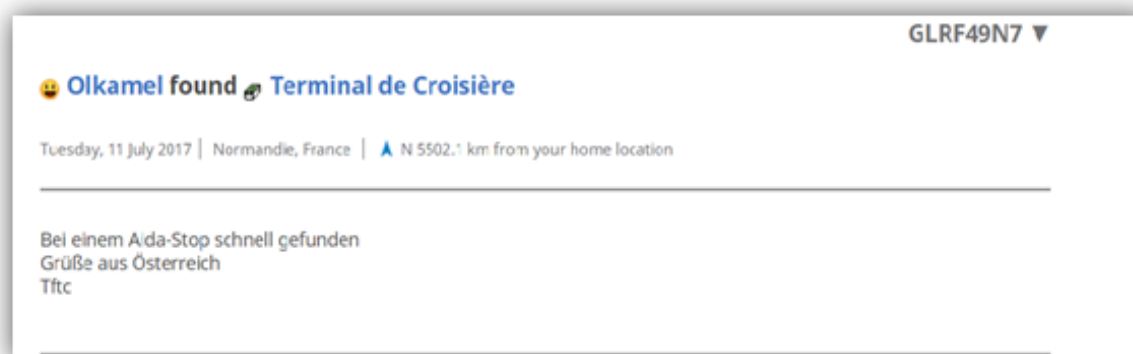 GLRF49N7 ▼
Olkamel found Terminal de Croisière
Tuesday, 11 July 2017 | Normandie, France | N 5502.1 km from your home location
Bei einem Aida-Stop schnell gefunden
Grüße aus Österreich
Tftc